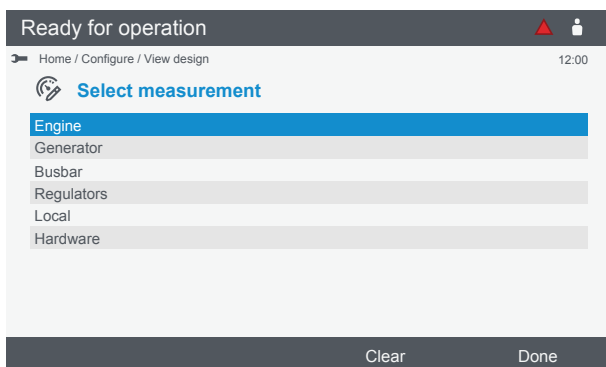 Ready for operation
Home / Configure / View design 12:00
Select measurement
Engine
Generator
Busbar
Regulators
Local
Hardware
Clear Done